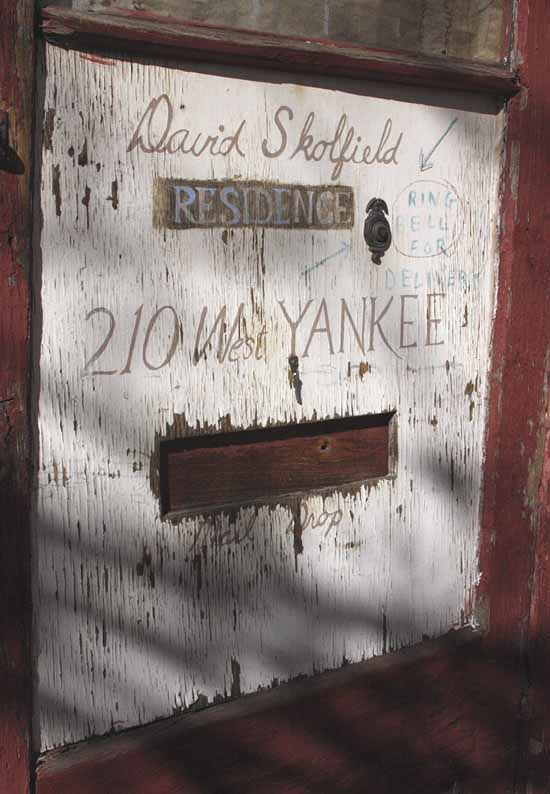 David Skolfield
RESIDENCE
RING
BELL
FOR
DELIVERY
210 West YANKEE
Mail Drop